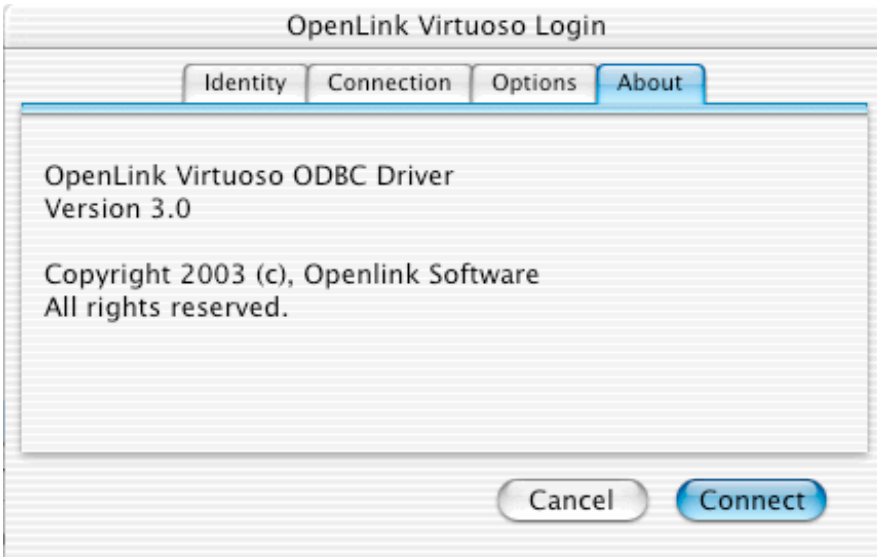 OpenLink Virtuoso Login
Identity Connection Options About
OpenLink Virtuoso ODBC Driver
Version 3.0
Copyright 2003 (c), Openlink Software
All rights reserved.
Cancel Connect